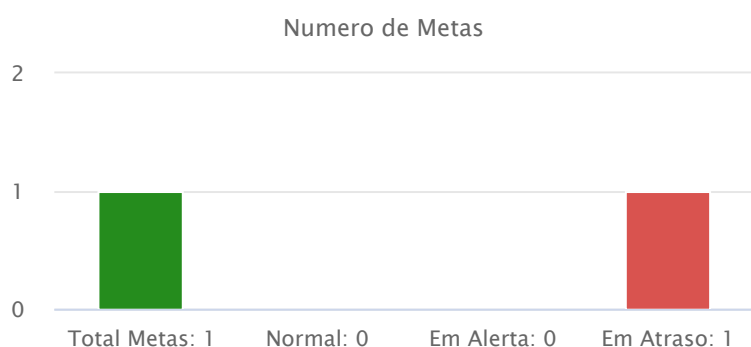 Numero de Metas
2
1
0
Total Metas: 1
Normal: 0
Em Alerta: 0
Em Atraso: 1